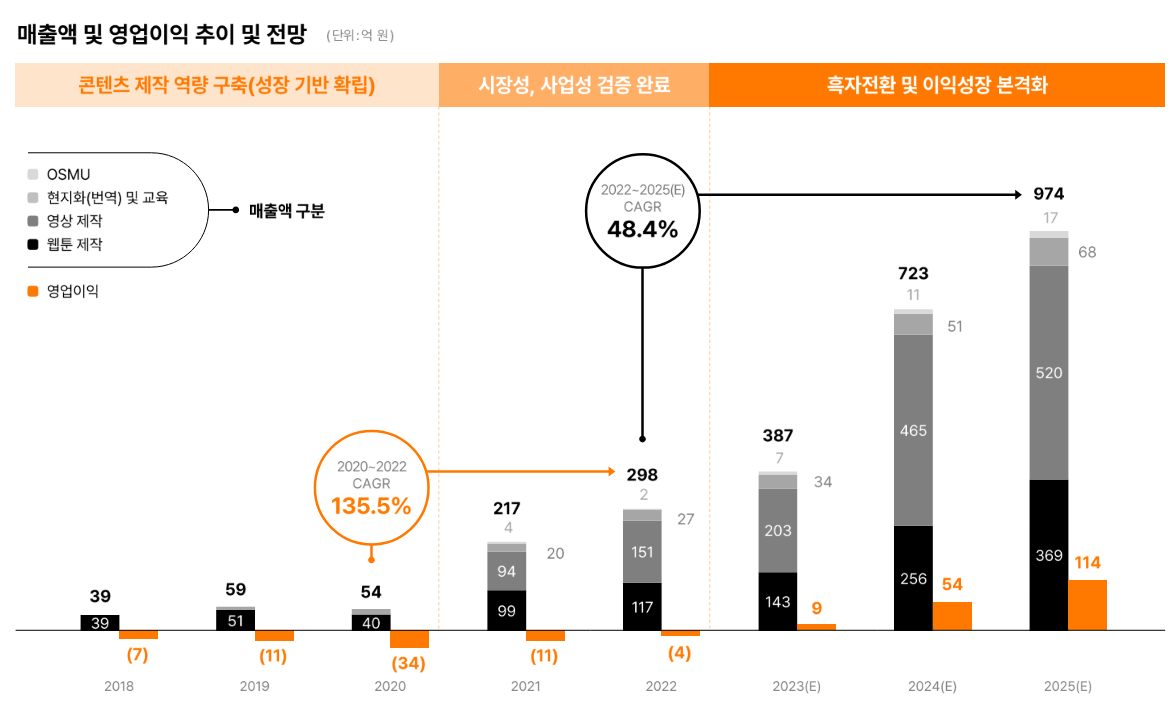 매출액 및 영업이익 추이 및 전망 (단위:억 원)
콘텐츠 제작 역량 구축(성장 기반 확립)
시장성, 사업성 검증 완료
흑자전환 및 이익성장 본격화
OSMU
현지화(번역) 및 교육
영상 제작
웹툰 제작
매출액 구분
영업이익
2020~2022
CAGR
135.5%
2022~2025(E)
CAGR
48.4%
39
39
(7)
2018
59
51
(11)
2019
54
40
(34)
2020
217
4
20
94
99
(11)
2021
298
2
27
151
117
(4)
2022
387
7
34
203
143
9
2023(E)
723
11
51
465
256
54
2024(E)
974
17
68
520
369
114
2025(E)